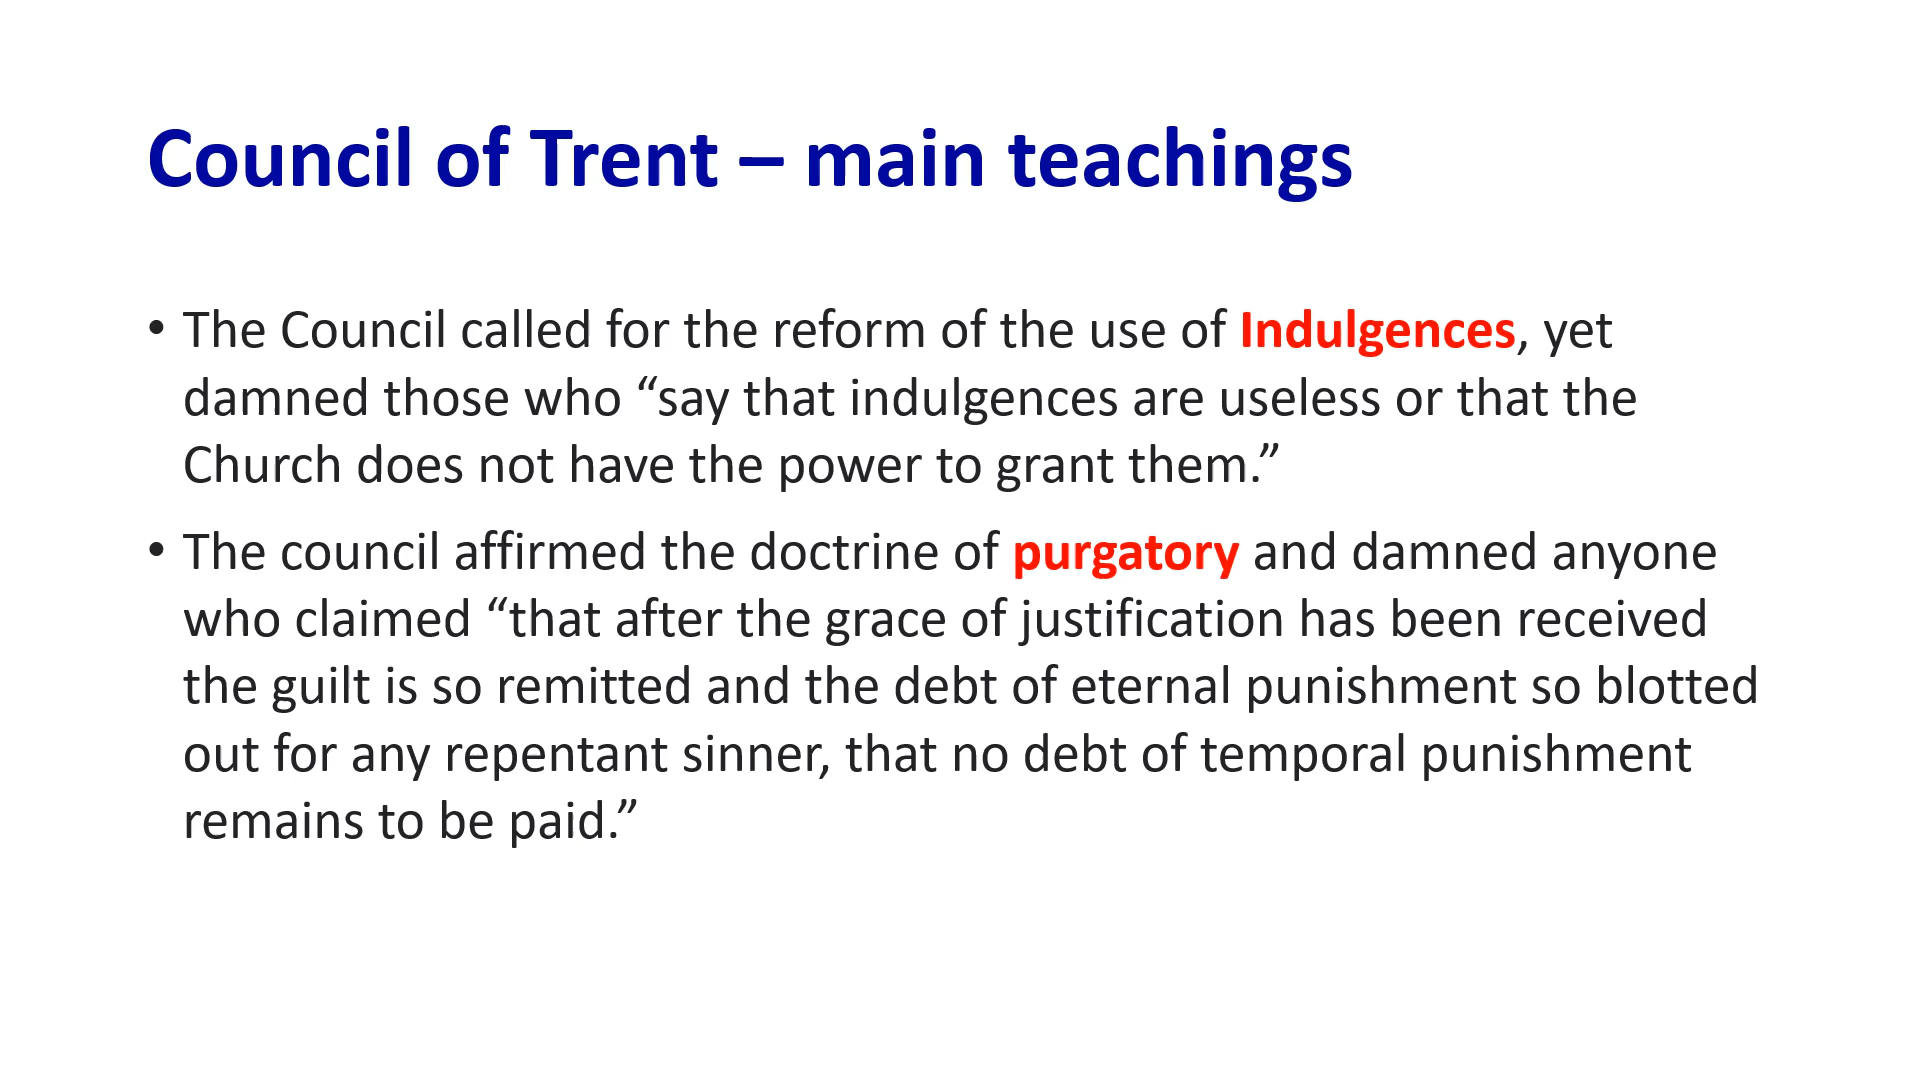 Council of Trent – main teachings
• The Council called for the reform of the use of Indulgences, yet
damned those who “say that indulgences are useless or that the
Church does not have the power to grant them.”
• The council affirmed the doctrine of purgatory and damned anyone
who claimed “that after the grace of justification has been received
the guilt is so remitted and the debt of eternal punishment so blotted
out for any repentant sinner, that no debt of temporal punishment
remains to be paid.”